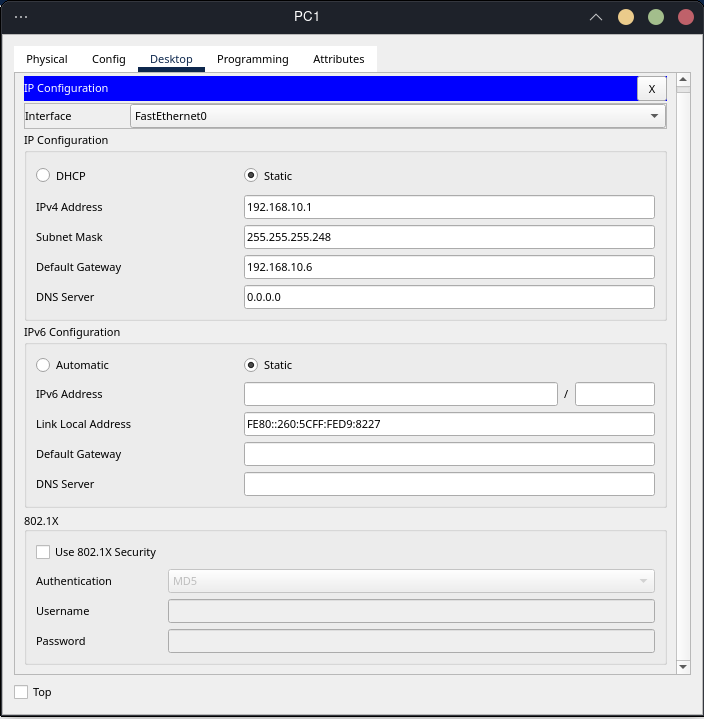 PC1
Physical Config Desktop Programming Attributes
IP Configuration X
Interface FastEthernet0
IP Configuration
DHCP Static
IPv4 Address 192.168.10.1
Subnet Mask 255.255.255.248
Default Gateway 192.168.10.6
DNS Server 0.0.0.0
IPv6 Configuration
Automatic Static
IPv6 Address /
Link Local Address FE80::260:5CFF:FED9:8227
Default Gateway
DNS Server
802.1X
Use 802.1X Security
Authentication MD5
Username
Password
Top